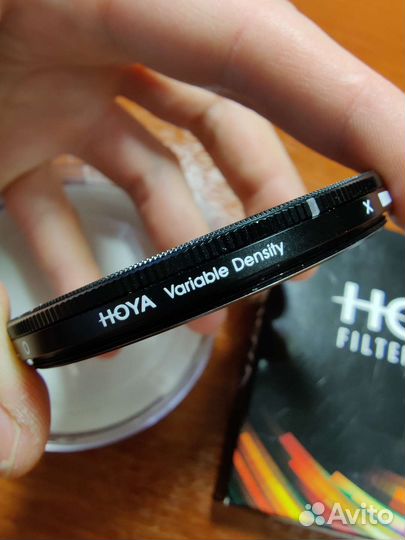 HOYA Variable Density
X
HO
FILTE
Avito